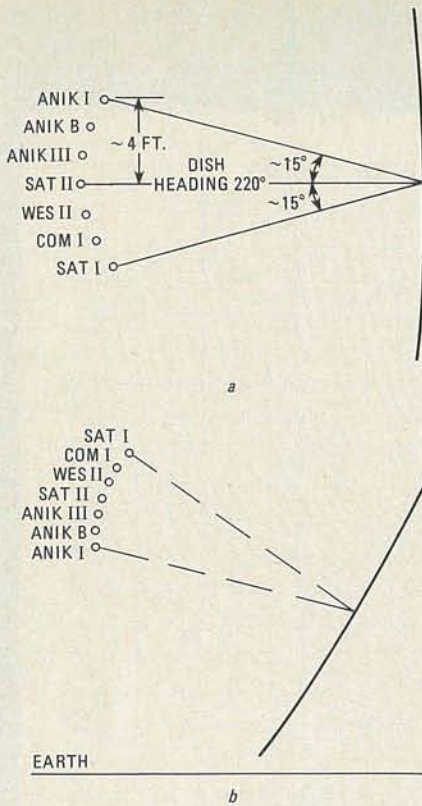 ANIK I
ANIK B
~4 FT.
ANIK III
DISH
~15°
SAT II
HEADING 220°
WES II
~15°
COM I
SAT I
a
SAT I
COM I
WES II
SAT II
ANIK III
ANIK B
ANIK I
EARTH
b